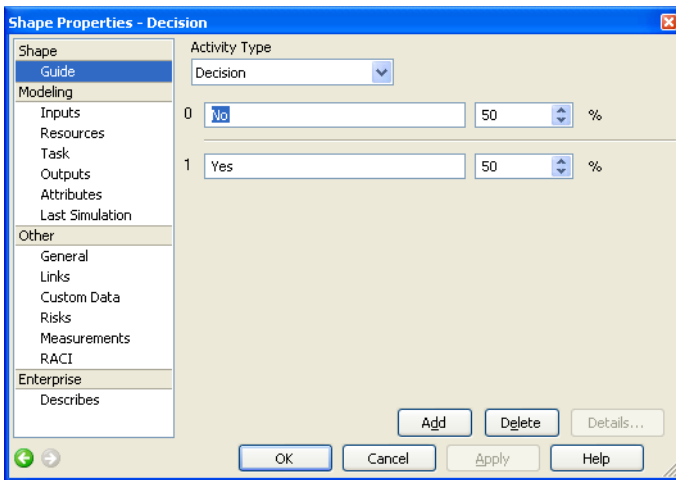 Shape Properties - Decision
Shape
Guide
Modeling
Inputs
Resources
Task
Outputs
Attributes
Last Simulation
Other
General
Links
Custom Data
Risks
Measurements
RACI
Enterprise
Describes
Activity Type
Decision
0 No 50 %
1 Yes 50 %
Add Delete Details...
OK Cancel Apply Help